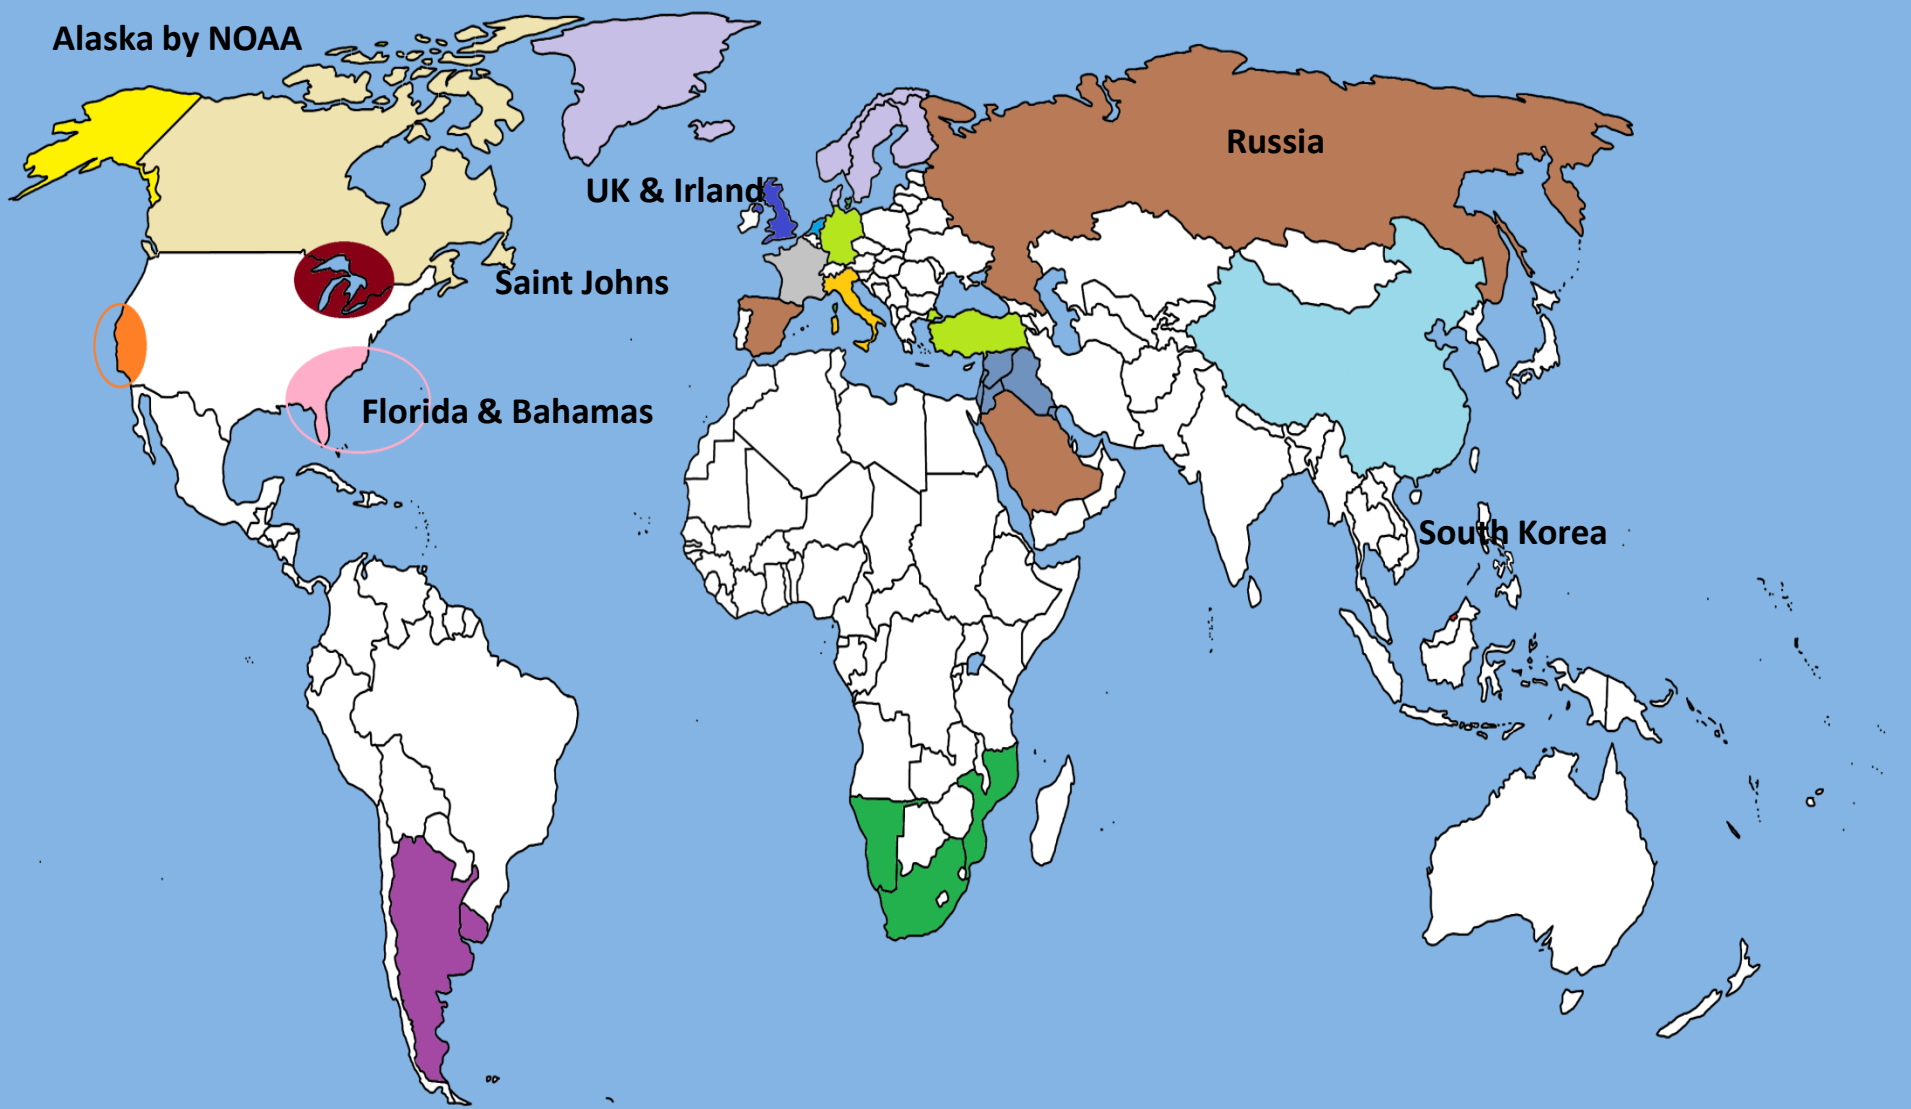 Alaska by NOAA
Russia
UK & Irland
Saint Johns
Florida & Bahamas
South Korea